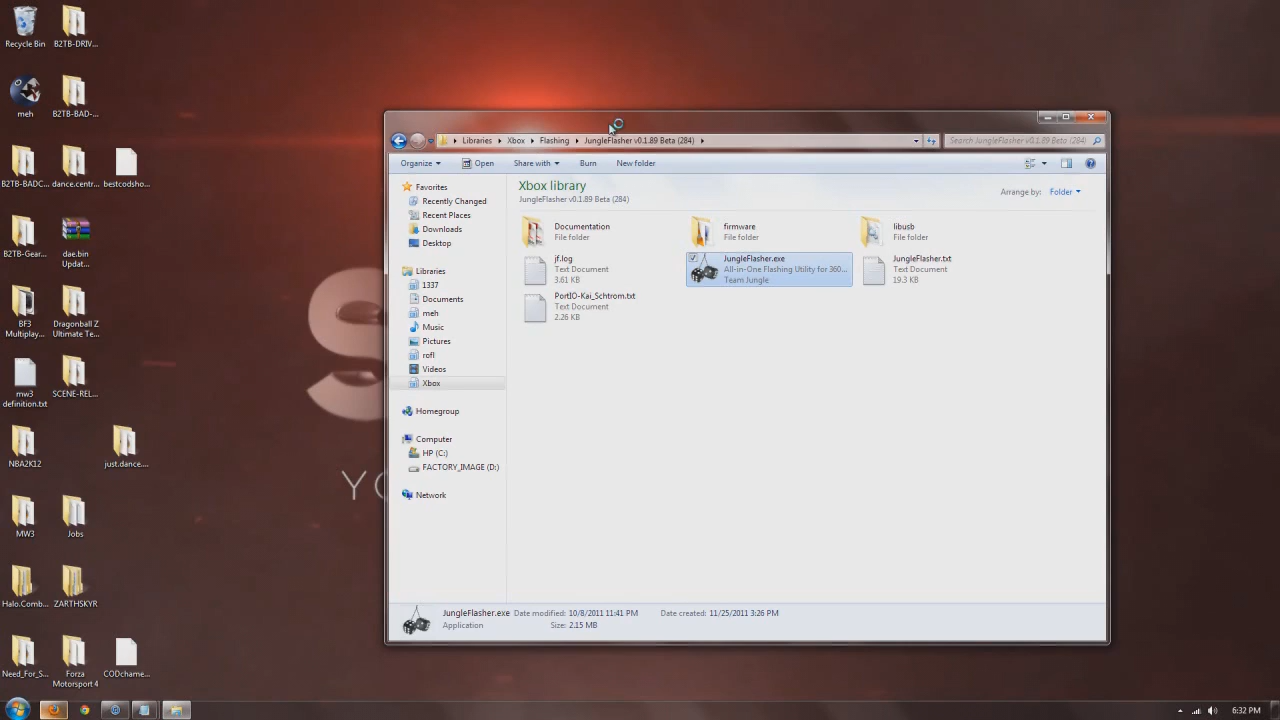 Recycle Bin
B2TB-DRIV...
meh
B2TB-BAD-...
B2TB-BADC...
dance.centr...
bestcodsho...
B2TB-Gear...
dae.bin
Updat...
BF3
Multiplay...
Dragonball Z
Ultimate Te...
mw3
definition.txt
SCENE-REL...
NBA2K12
just.dance....
MW3
Jobs
Halo.Comb...
ZARTHSKYR
Need_For_S...
Forza
Motorsport 4
CODchame...
S
YO
Libraries
Xbox
Flashing
JungleFlasher v0.1.89 Beta (284)
Search JungleFlasher v0.1.89 Beta (284)
Organize
Open
Share with
Burn
New folder
Favorites
Recently Changed
Recent Places
Downloads
Desktop
Libraries
1337
Documents
meh
Music
Pictures
rofl
Videos
Xbox
Homegroup
Computer
HP (C:)
FACTORY_IMAGE (D:)
Network
Xbox library
JungleFlasher v0.1.89 Beta (284)
Arrange by: Folder
Documentation
File folder
firmware
File folder
libusb
File folder
jf.log
Text Document
3.61 KB
JungleFlasher.exe
All-in-One Flashing Utility for 360...
Team Jungle
JungleFlasher.txt
Text Document
19.3 KB
PortIO-Kai_Schtrom.txt
Text Document
2.26 KB
JungleFlasher.exe Date modified: 10/8/2011 11:41 PM Date created: 11/25/2011 3:26 PM
Application Size: 2.15 MB
6:32 PM